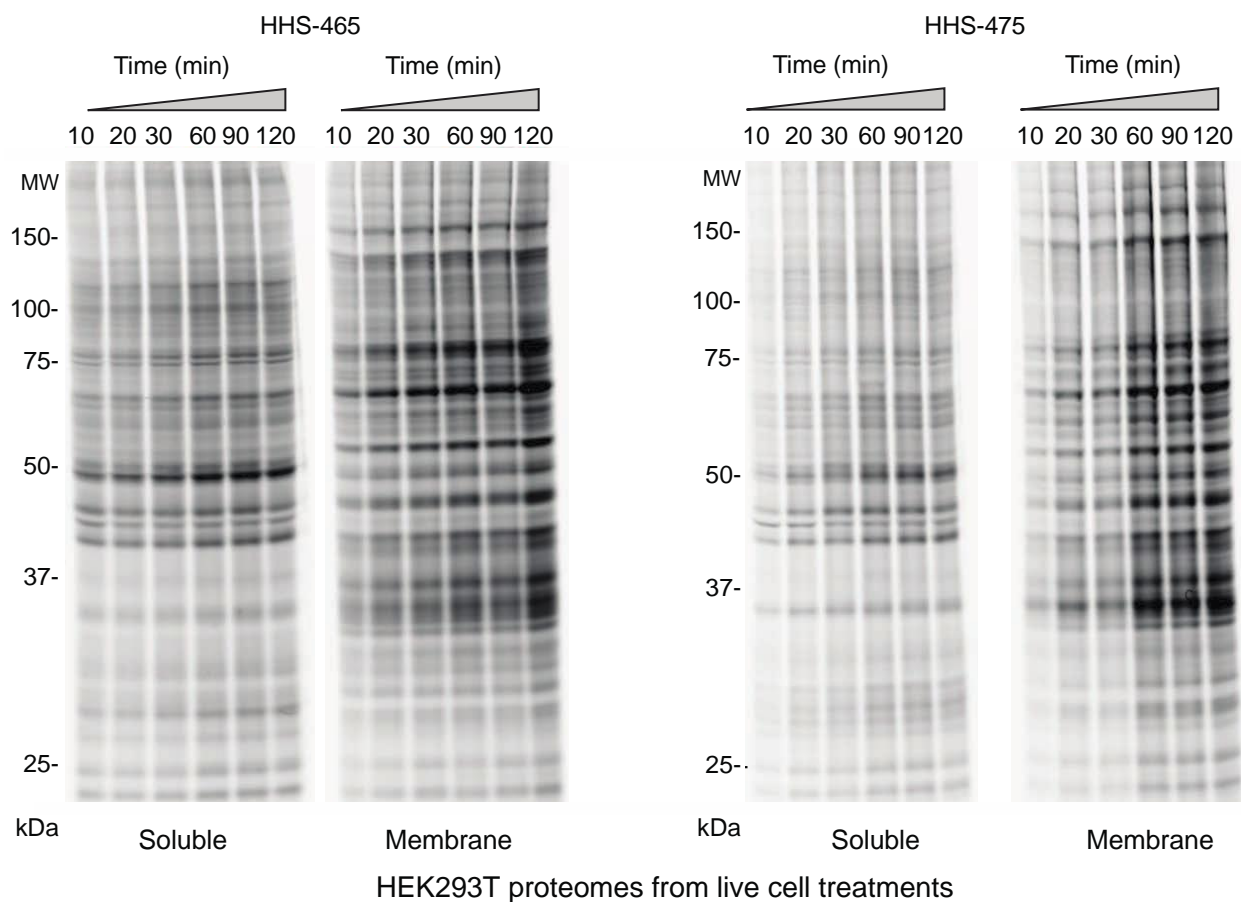 HHS-465 HHS-475
Time (min) Time (min) Time (min) Time (min)
10 20 30 60 90 120 10 20 30 60 90 120 10 20 30 60 90 120 10 20 30 60 90 120
MW MW
150- 150-
100- 100-
75- 75-
50- 50-
37- 37-
25- 25-
kDa Soluble Membrane kDa Soluble Membrane
HEK293T proteomes from live cell treatments